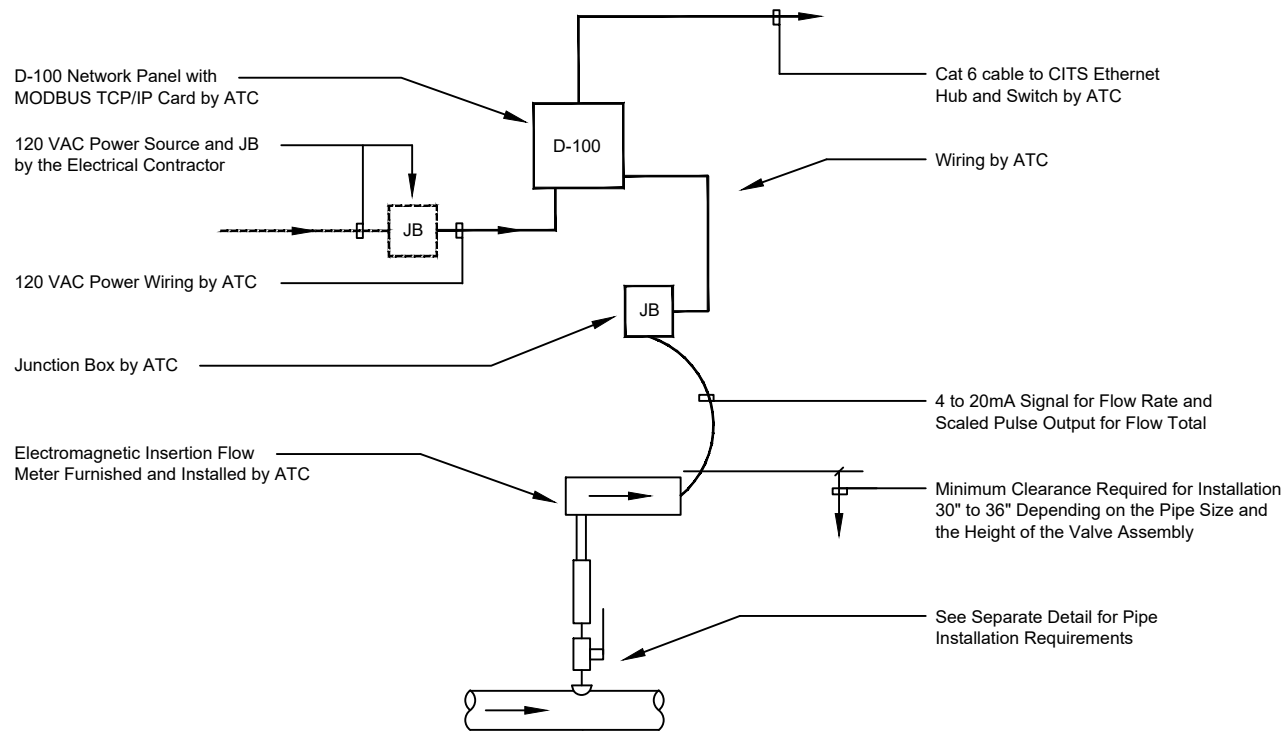 D-100 Network Panel with
MODBUS TCP/IP Card by ATC
Cat 6 cable to CITS Ethernet
Hub and Switch by ATC
D-100
120 VAC Power Source and JB
by the Electrical Contractor
Wiring by ATC
JB
120 VAC Power Wiring by ATC
JB
Junction Box by ATC
4 to 20mA Signal for Flow Rate and
Scaled Pulse Output for Flow Total
Electromagnetic Insertion Flow
Meter Furnished and Installed by ATC
Minimum Clearance Required for Installation
30" to 36" Depending on the Pipe Size and
the Height of the Valve Assembly
See Separate Detail for Pipe
Installation Requirements